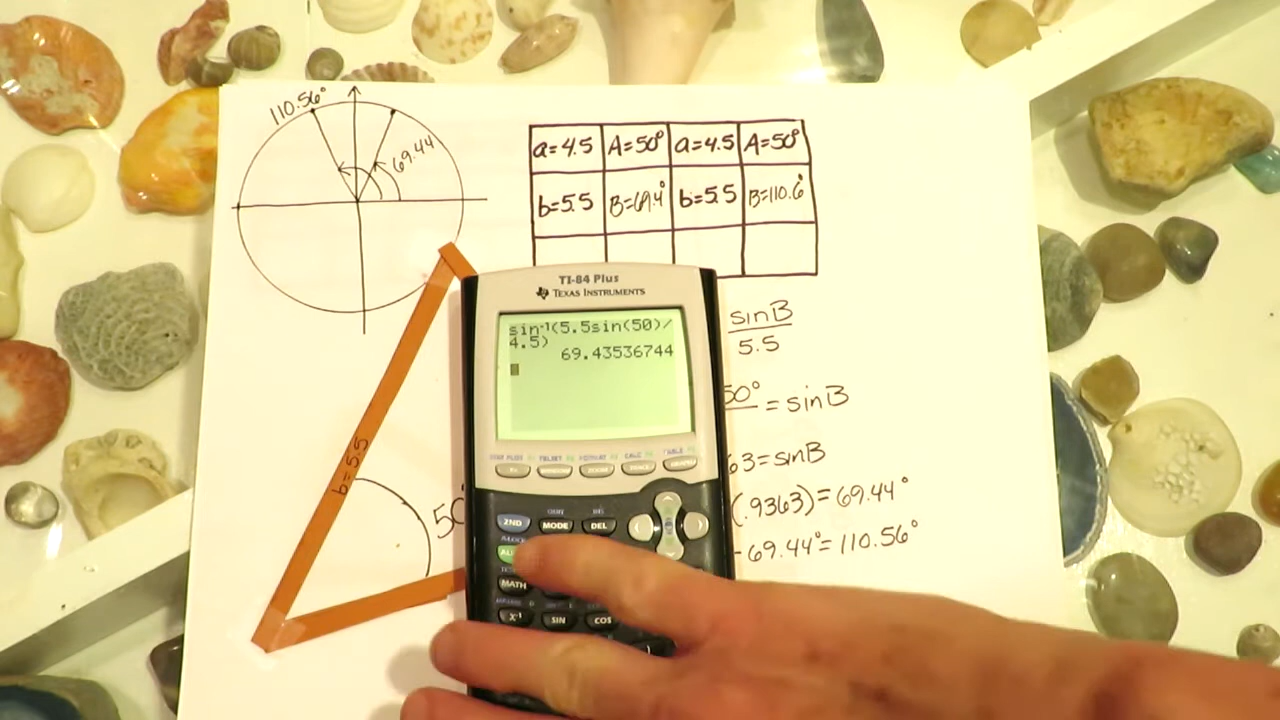 110.56°
69.44
a=4.5 A=50° a=4.5 A=50°
b=5.5 B=69.4° b=5.5 B=110.6°
TI-84 Plus
TEXAS INSTRUMENTS
sin⁻¹(5.5sin(50)/
4.5)
69.43536744
sinB
5.5
50° = sinB
63=sinB
(.9363)=69.44°
-69.44°=110.56°
b=5.5
50°
2ND MODE DEL
MATH
X⁻¹ SIN COS